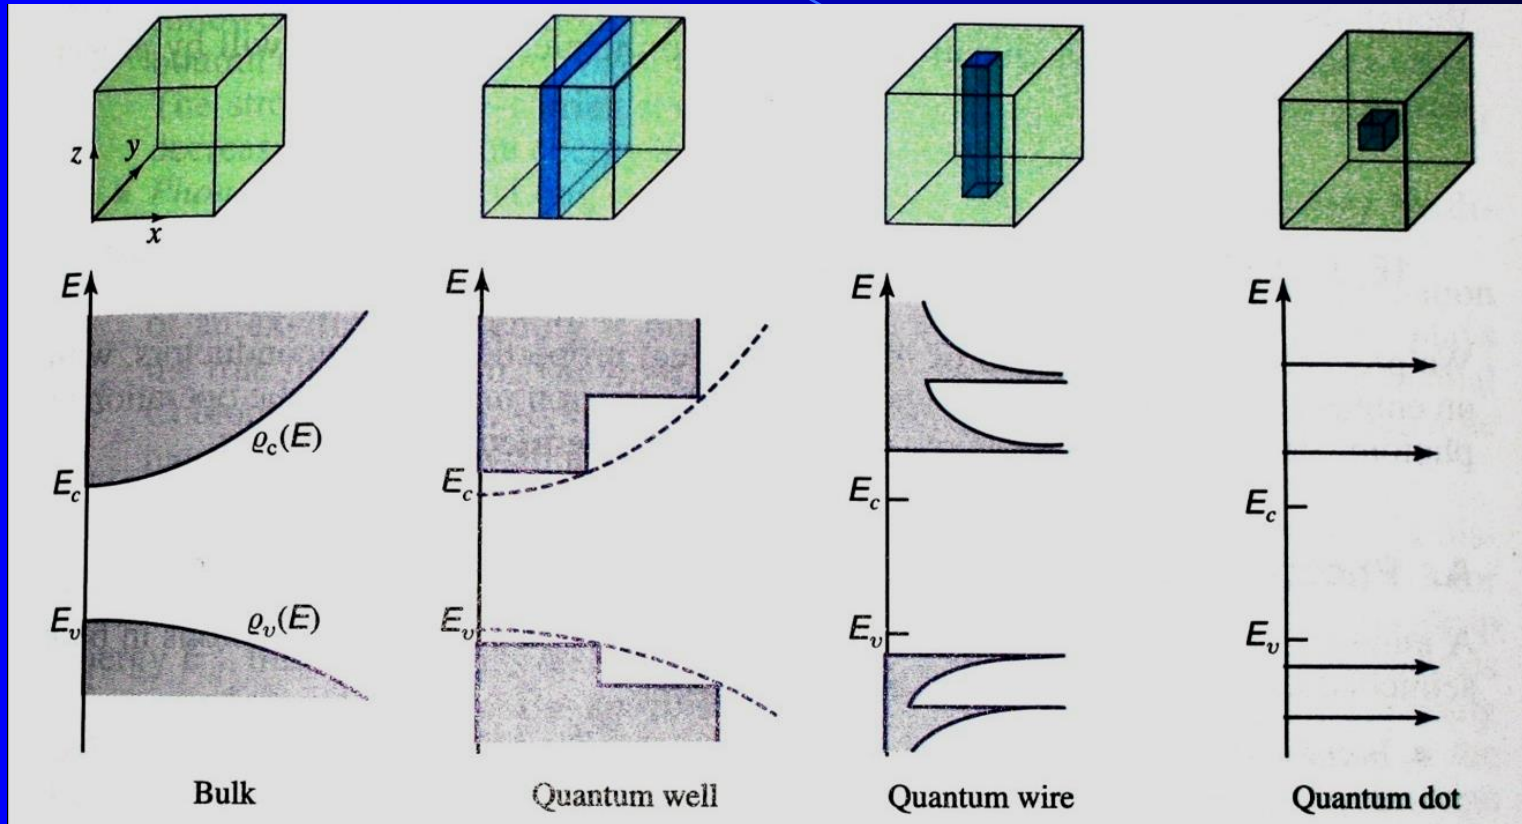 z
y
x
E
ϱc(E)
Ec
Ev
ϱv(E)
Bulk
E
Ec
Ev
Quantum well
E
Ec
Ev
Quantum wire
E
Ec
Ev
Quantum dot